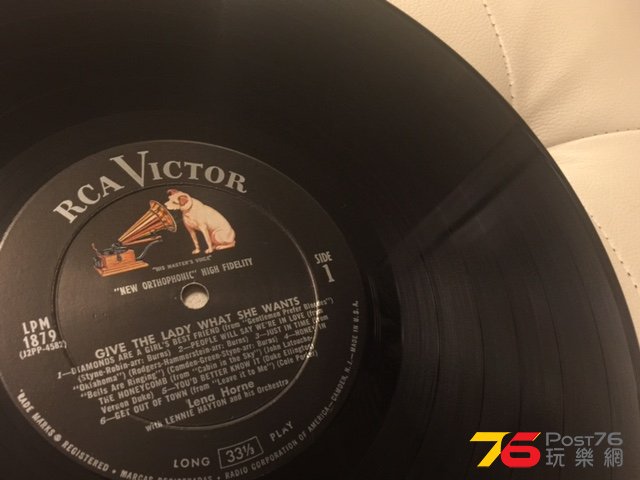 RCA VICTOR
"HIS MASTER'S VOICE"
"NEW ORTHOPHONIC" HIGH FIDELITY
SIDE
1
LPM
1879
GIVE THE LADY WHAT SHE WANTS
1—DIAMONDS ARE A GIRL'S BEST FRIEND (from "Gentlemen Prefer Blondes")
(Styne-Robin-arr: Burns) 2—PEOPLE WILL SAY WE'RE IN LOVE (from
"Oklahoma") (Rodgers-Hammerstein-arr: Burns) 3—JUST IN TIME (from
"Bells Are Ringing") (Comden-Green-Styne-arr: Burns) 4—HONEY IN
THE HONEYCOMB (from "Cabin in the Sky") (John Latouche-
Vernon Duke) 5—YOU'D BETTER KNOW IT (Duke Ellington)
6—GET OUT OF TOWN (from "Leave it to Me") (Cole Porter)
Lena Horne
with LENNIE HAYTON and his Orchestra
LONG 33⅓ PLAY
TRADE MARKS ® REGISTERED • MARCAS REGISTRADAS • RADIO CORPORATION OF AMERICA—CAMDEN, N.J.—MADE IN U.S.A.
76 Post76
玩樂網